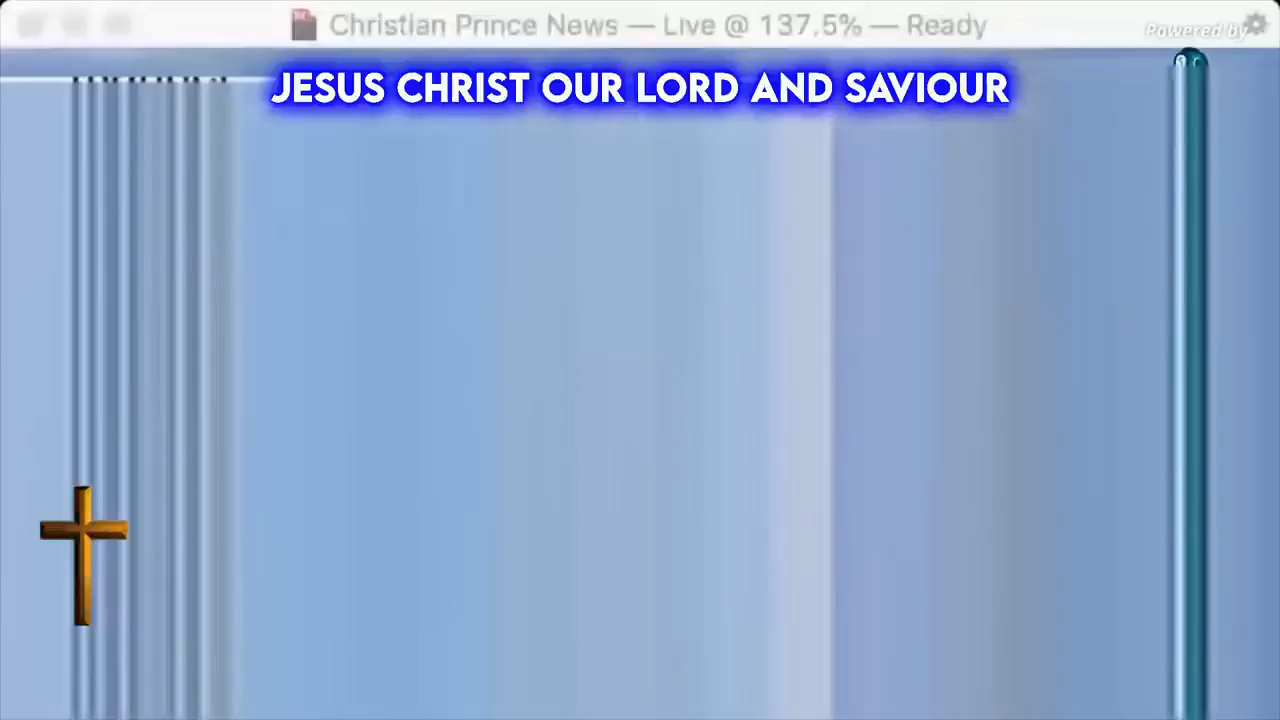 Christian Prince News — Live @ 137.5% — Ready
Powered by
JESUS CHRIST OUR LORD AND SAVIOUR